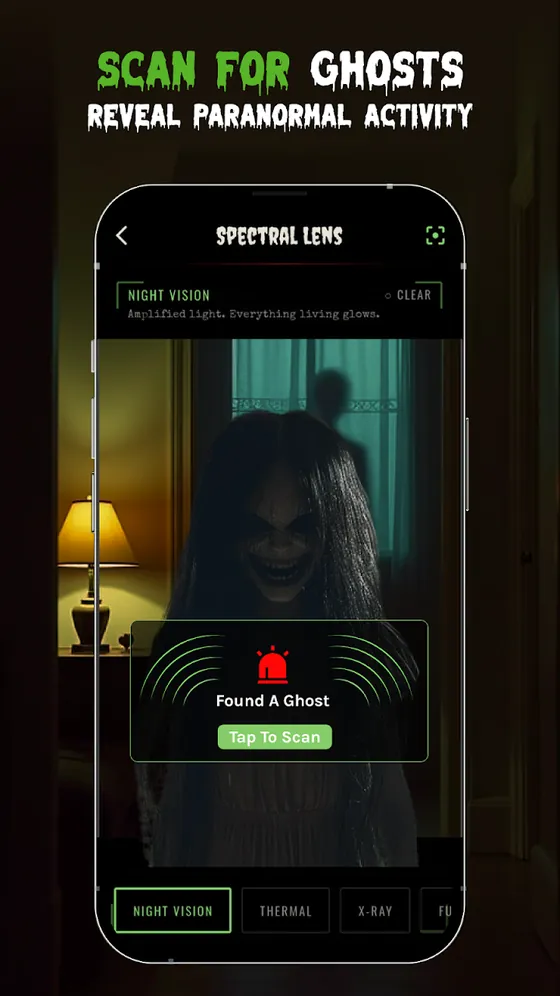 SCAN FOR GHOSTS
REVEAL PARANORMAL ACTIVITY
SPECTRAL LENS
NIGHT VISION
○ CLEAR
Amplified light. Everything living glows.
Found A Ghost
Tap To Scan
NIGHT VISION
THERMAL
X-RAY
FU